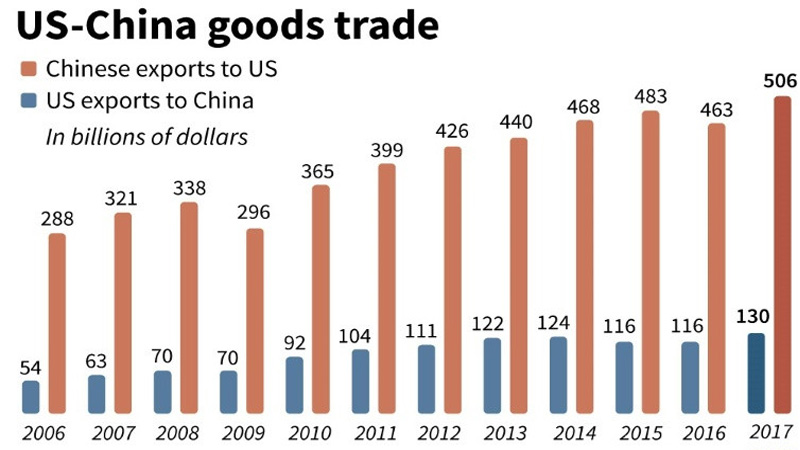 US-China goods trade
Chinese exports to US
US exports to China
In billions of dollars
54 288
63 321
70 338
70 296
92 365
104 399
111 426
122 440
124 468
116 483
116 463
130 506
2006 2007 2008 2009 2010 2011 2012 2013 2014 2015 2016 2017